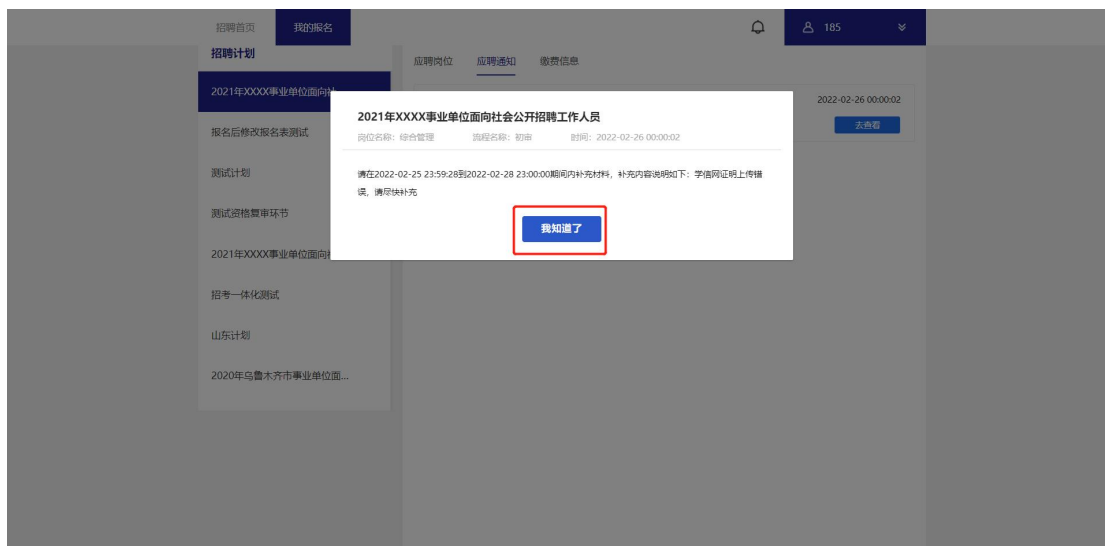 招聘首页
我的报名
185
招聘计划
应聘岗位
应聘通知
缴费信息
2021年XXXX事业单位面向社
报名后修改报名表测试
测试计划
测试资格复审环节
2021年XXXX事业单位面向
招考一体化测试
山东计划
2020年乌鲁木齐市事业单位面...
2022-02-26 00:00:02
去查看
2021年XXXX事业单位面向社会公开招聘工作人员
岗位名称：综合管理
流程名称：初审
时间：2022-02-26 00:00:02
请在2022-02-25 23:59:28到2022-02-28 23:00:00期间内补充材料，补充内容说明如下：学信网证明上传错
误，请尽快补充
我知道了